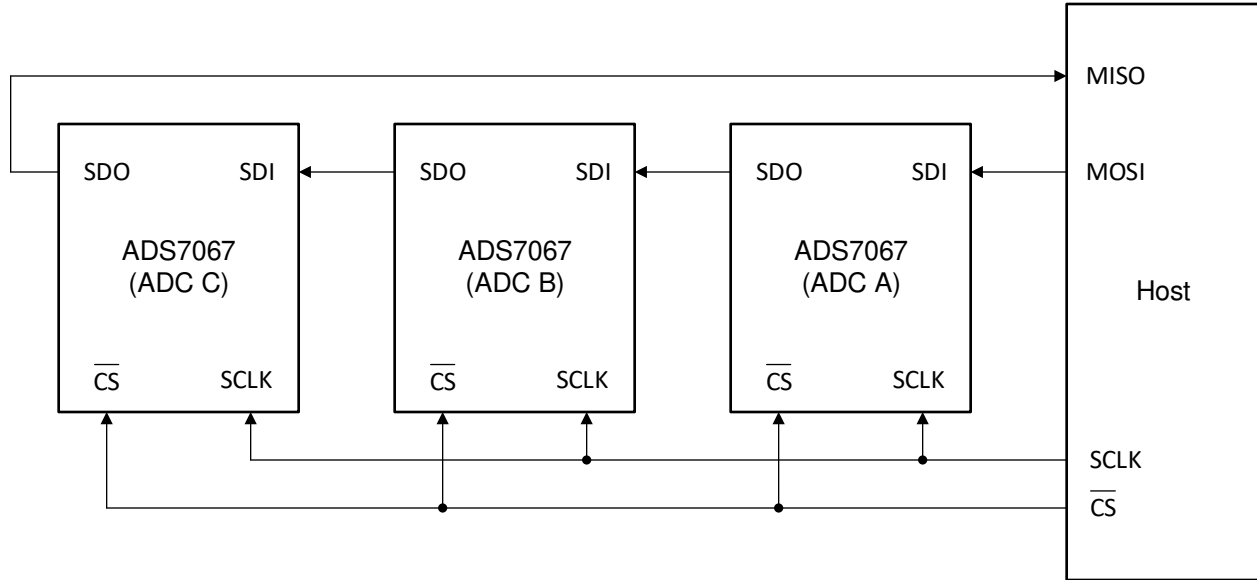 MISO
SDO SDI SDO SDI SDO SDI MOSI
ADS7067 ADS7067 ADS7067
(ADC C) (ADC B) (ADC A)
Host
CS SCLK CS SCLK CS SCLK
SCLK
CS